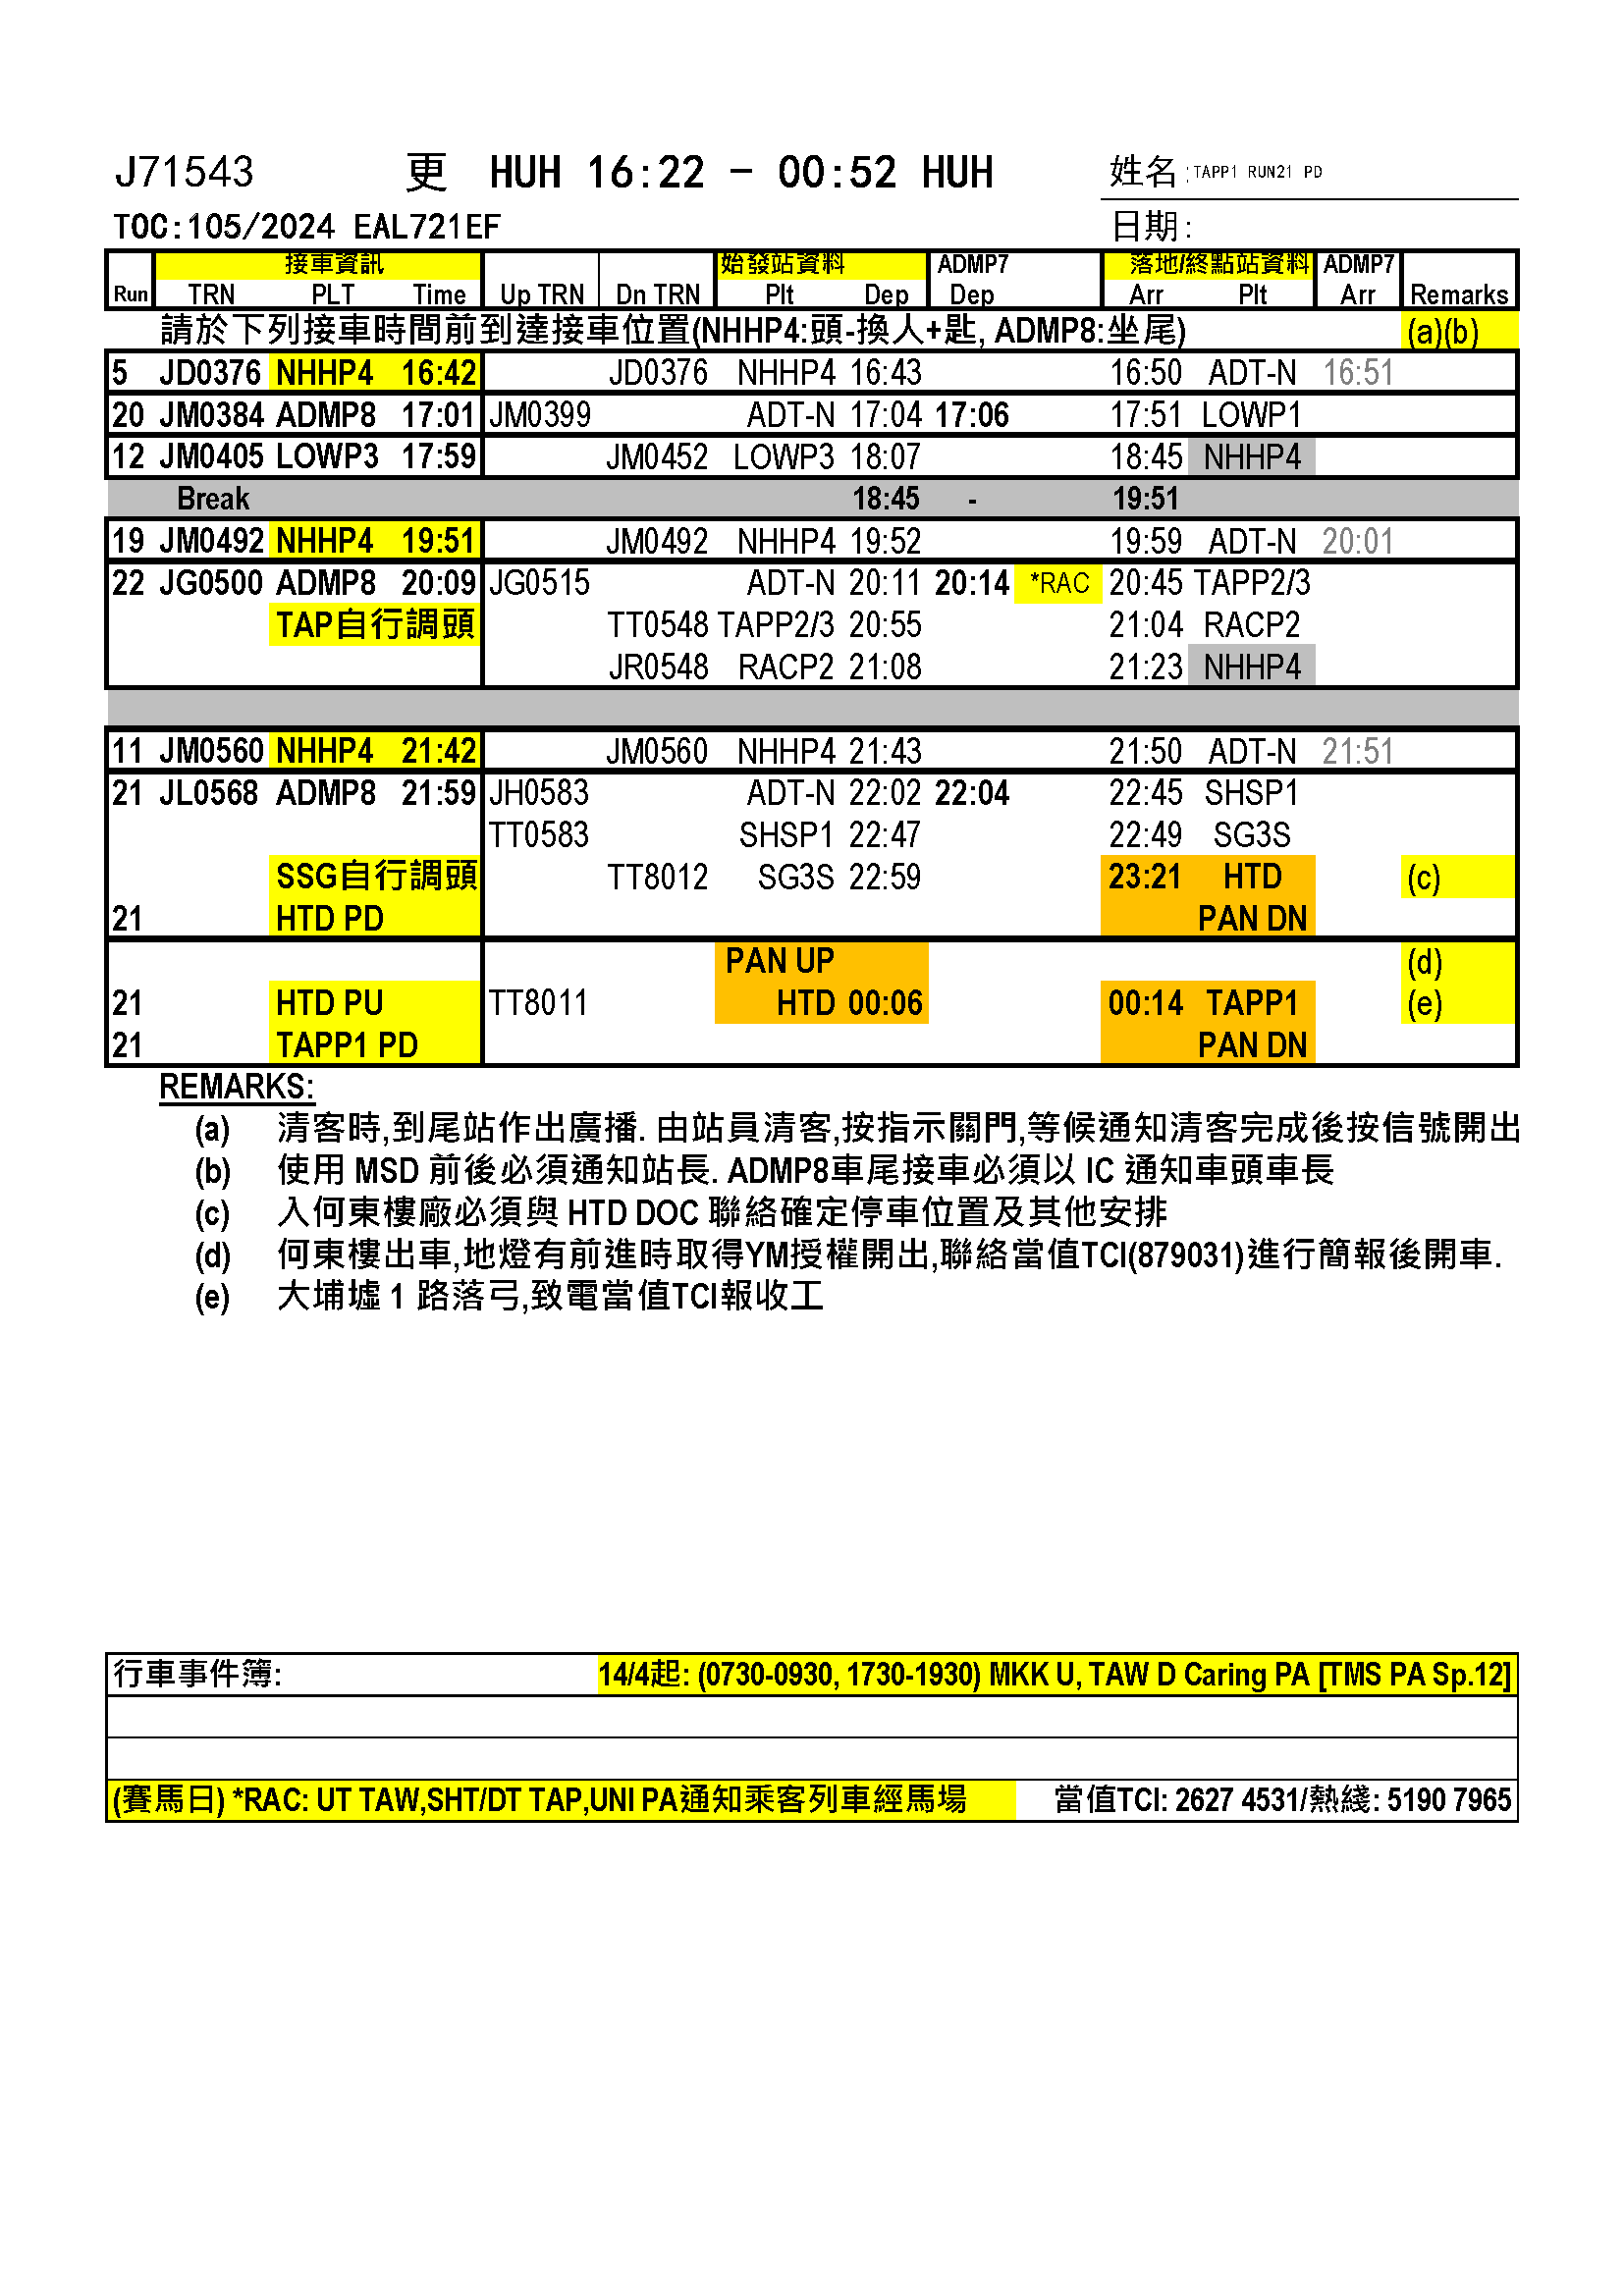 J71543 更 HUH 16:22 - 00:52 HUH 姓名:TAPP1 RUN21 PD
TOC:105/2024 EAL721EF 日期:
接車資訊 始發站資料 ADMP7 落地/終點站資料 ADMP7
Run TRN PLT Time Up TRN Dn TRN Plt Dep Dep Arr Plt Arr Remarks
請於下列接車時間前到達接車位置(NHHP4:頭-換人+匙, ADMP8:坐尾) (a)(b)
5 JD0376 NHHP4 16:42 JD0376 NHHP4 16:43 16:50 ADT-N 16:51
20 JM0384 ADMP8 17:01 JM0399 ADT-N 17:04 17:06 17:51 LOWP1
12 JM0405 LOWP3 17:59 JM0452 LOWP3 18:07 18:45 NHHP4
Break 18:45 - 19:51
19 JM0492 NHHP4 19:51 JM0492 NHHP4 19:52 19:59 ADT-N 20:01
22 JG0500 ADMP8 20:09 JG0515 ADT-N 20:11 20:14 *RAC 20:45 TAPP2/3
TAP自行調頭 TT0548 TAPP2/3 20:55 21:04 RACP2
JR0548 RACP2 21:08 21:23 NHHP4
11 JM0560 NHHP4 21:42 JM0560 NHHP4 21:43 21:50 ADT-N 21:51
21 JL0568 ADMP8 21:59 JH0583 ADT-N 22:02 22:04 22:45 SHSP1
TT0583 SHSP1 22:47 22:49 SG3S
SSG自行調頭 TT8012 SG3S 22:59 23:21 HTD (c)
21 HTD PD PAN DN
PAN UP (d)
21 HTD PU TT8011 HTD 00:06 00:14 TAPP1 (e)
21 TAPP1 PD PAN DN
REMARKS:
(a) 清客時,到尾站作出廣播. 由站員清客,按指示關門,等候通知清客完成後按信號開出
(b) 使用 MSD 前後必須通知站長. ADMP8車尾接車必須以 IC 通知車頭車長
(c) 入何東樓廠必須與 HTD DOC 聯絡確定停車位置及其他安排
(d) 何東樓出車,地燈有前進時取得YM授權開出,聯絡當值TCI(879031)進行簡報後開車.
(e) 大埔墟 1 路落弓,致電當值TCI報收工
行車事件簿: 14/4起: (0730-0930, 1730-1930) MKK U, TAW D Caring PA [TMS PA Sp.12]
(賽馬日) *RAC: UT TAW,SHT/DT TAP,UNI PA通知乘客列車經馬場 當值TCI: 2627 4531/熱綫: 5190 7965